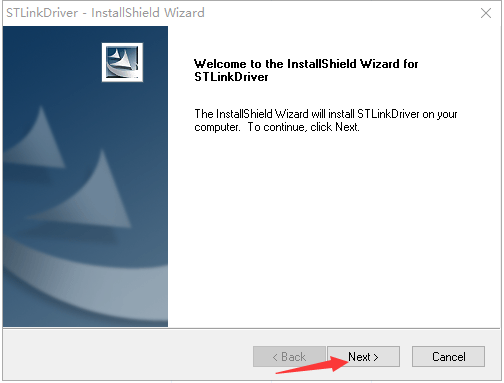 STLinkDriver - InstallShield Wizard
Welcome to the InstallShield Wizard for
STLinkDriver
The InstallShield Wizard will install STLinkDriver on your
computer. To continue, click Next.
< Back
Next >
Cancel